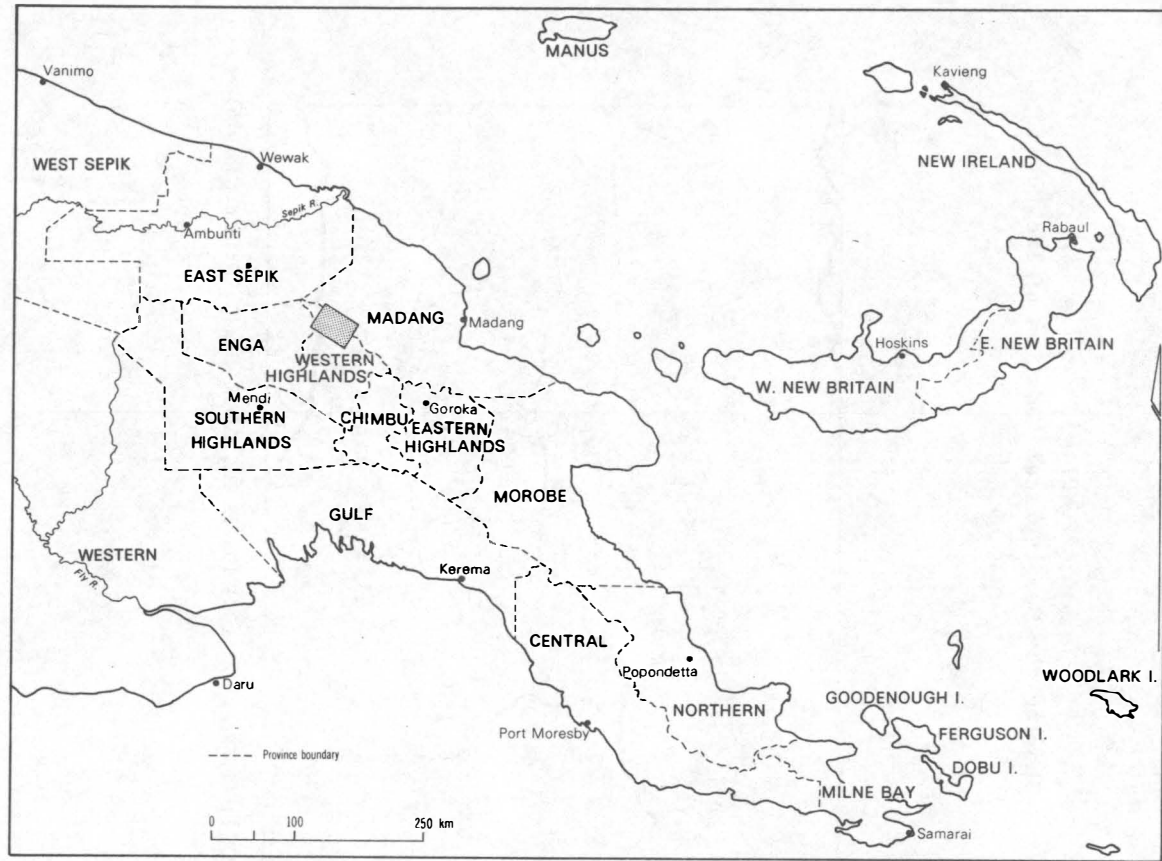 MANUS
Vanimo
Kavieng
WEST SEPIK
Wewak
NEW IRELAND
Sepik R.
Ambunti
Rabaul
EAST SEPIK
MADANG
Madang
ENGA
WESTERN
HIGHLANDS
Hoskins
E. NEW BRITAIN
W. NEW BRITAIN
Mendi
SOUTHERN
HIGHLANDS
CHIMBU
Goroka
EASTERN
HIGHLANDS
MOROBE
GULF
WESTERN
Fly R.
Kerema
CENTRAL
Popondetta
Daru
WOODLARK I.
GOODENOUGH I.
NORTHERN
Port Moresby
FERGUSON I.
DOBU I.
Province boundary
MILNE BAY
Samarai
0 100 250 km